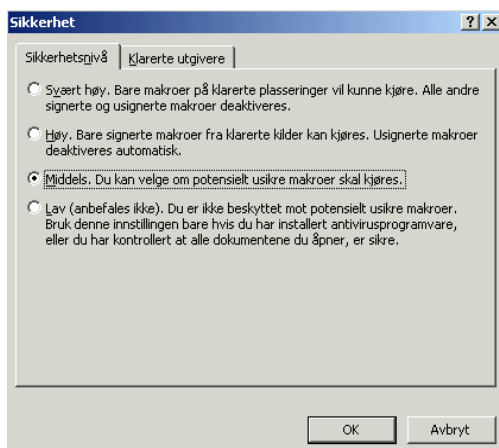 Sikkerhet
Sikkerhetsnivå
Klarerte utgivere
Svært høy. Bare makroer på klarerte plasseringer vil kunne kjøre. Alle andre
signerte og usignerte makroer deaktiveres.
Høy. Bare signerte makroer fra klarerte kilder kan kjøres. Usignerte makroer
deaktiveres automatisk.
Middels. Du kan velge om potensielt usikre makroer skal kjøres.
Lav (anbefales ikke). Du er ikke beskyttet mot potensielt usikre makroer.
Bruk denne innstillingen bare hvis du har installert antivirusprogramvare,
eller du har kontrollert at alle dokumentene du åpner, er sikre.
OK
Avbryt